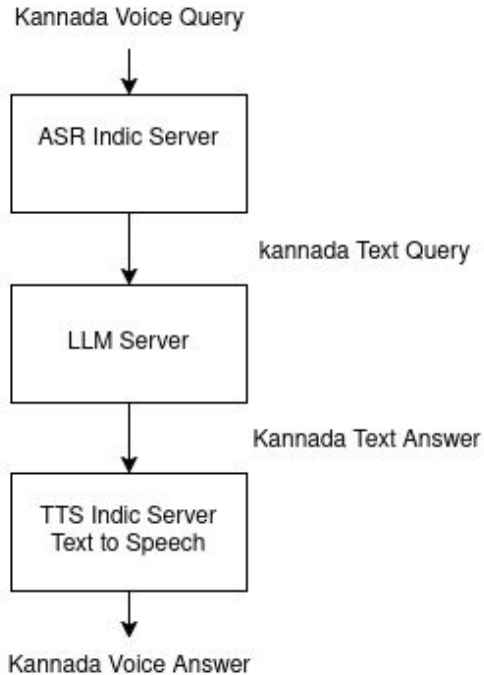 Kannada Voice Query
ASR Indic Server
kannada Text Query
LLM Server
Kannada Text Answer
TTS Indic Server
Text to Speech
Kannada Voice Answer